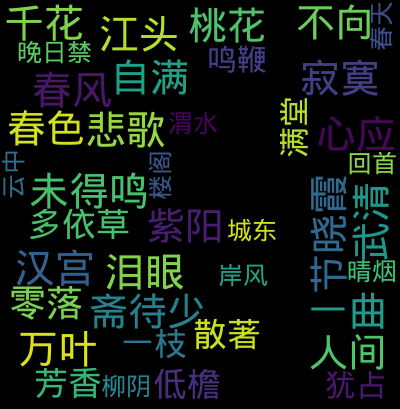 千花
江头
桃花
不向
春天
晚日禁
鸣鞭
自满
寂寞
春风
满堂
春色
悲歌
渭水
心应
云中
楼阁
回首
未得鸣
节晓霞
武清
多依草
紫阳
城东
汉宫
泪眼
岸风
晴烟
零落
斋待少
一曲
散著
万叶
一枝
人间
芳香
柳阴
低檐
犹占